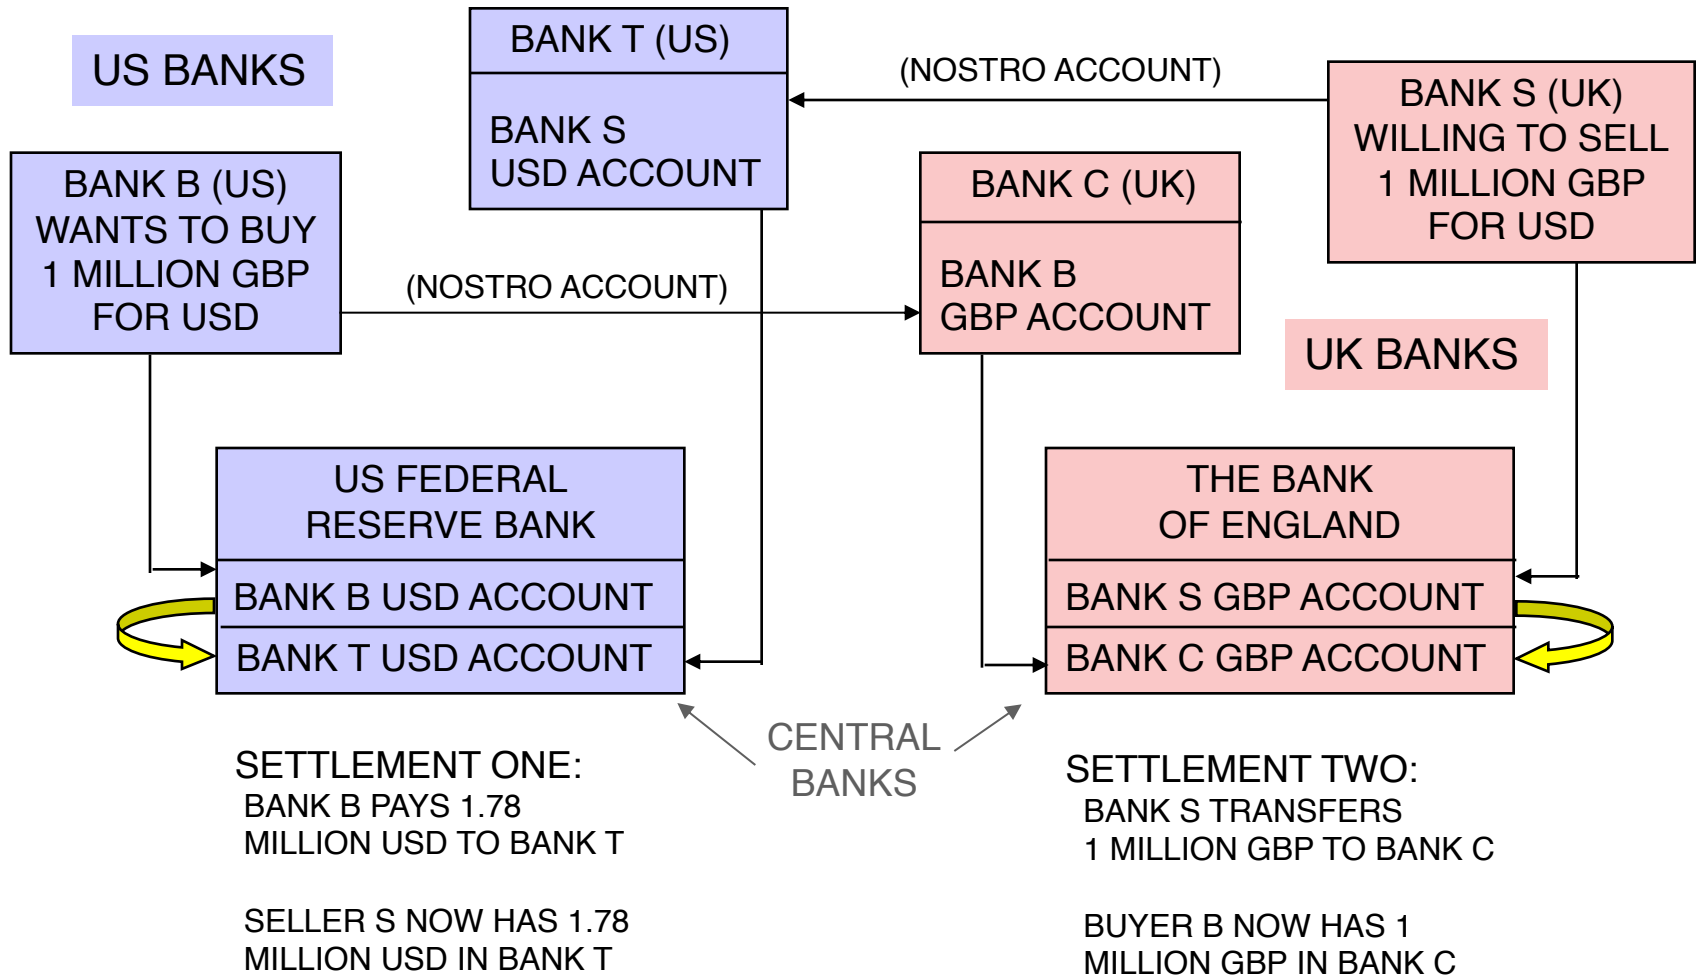 US BANKS
BANK T (US)
BANK S
USD ACCOUNT
(NOSTRO ACCOUNT)
BANK S (UK)
WILLING TO SELL
1 MILLION GBP
FOR USD
BANK B (US)
WANTS TO BUY
1 MILLION GBP
FOR USD
(NOSTRO ACCOUNT)
BANK C (UK)
BANK B
GBP ACCOUNT
UK BANKS
US FEDERAL
RESERVE BANK
BANK B USD ACCOUNT
BANK T USD ACCOUNT
THE BANK
OF ENGLAND
BANK S GBP ACCOUNT
BANK C GBP ACCOUNT
CENTRAL
BANKS
SETTLEMENT ONE:
BANK B PAYS 1.78
MILLION USD TO BANK T
SELLER S NOW HAS 1.78
MILLION USD IN BANK T
SETTLEMENT TWO:
BANK S TRANSFERS
1 MILLION GBP TO BANK C
BUYER B NOW HAS 1
MILLION GBP IN BANK C